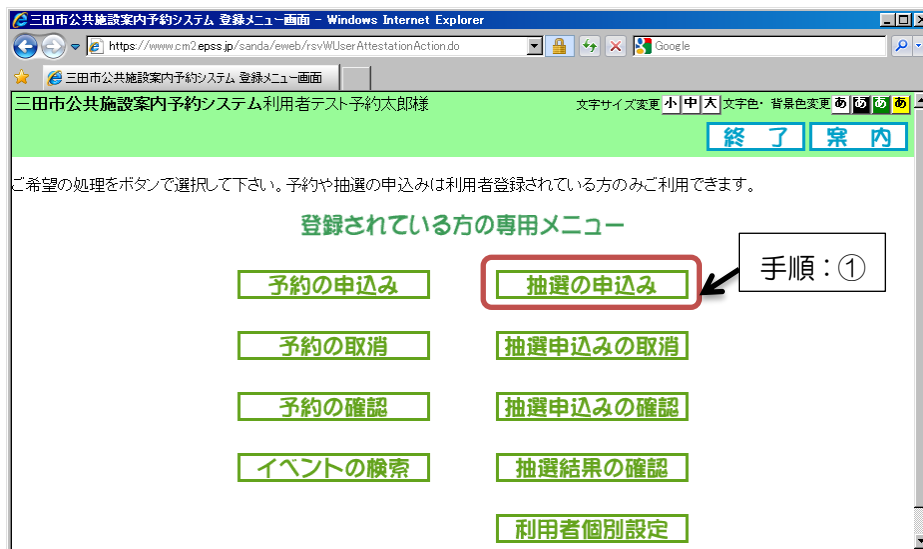 三田市公共施設案内予約システム 登録メニュー画面 - Windows Internet Explorer
https://www.cm2.epss.jp/sanda/eweb/rsvWUserAttestationAction.do
Google
三田市公共施設案内予約システム 登録メニュー画面
三田市公共施設案内予約システム利用者テスト予約太郎様 文字サイズ変更 小 中 大 文字色・背景色変更 あ あ あ あ
終 了 案 内
ご希望の処理をボタンで選択して下さい。予約や抽選の申込みは利用者登録されている方のみご利用できます。
登録されている方の専用メニュー
予約の申込み 抽選の申込み 手順：①
予約の取消 抽選申込みの取消
予約の確認 抽選申込みの確認
イベントの検索 抽選結果の確認
利用者個別設定